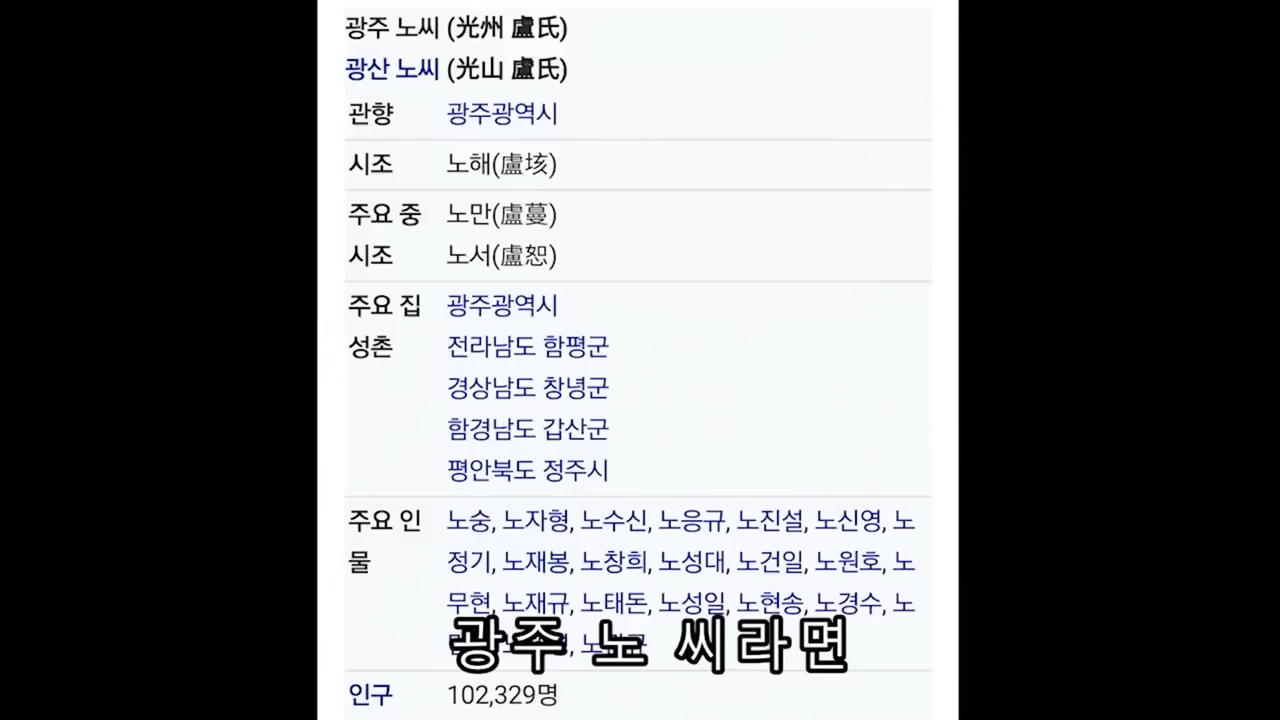 광주 노씨 (光州 盧氏)
광산 노씨 (光山 盧氏)
관향 광주광역시
시조 노해(盧垓)
주요 중 노만(盧蔓)
시조 노서(盧恕)
주요 집 광주광역시
성촌 전라남도 함평군
경상남도 창녕군
함경남도 갑산군
평안북도 정주시
주요 인 노숭, 노자형, 노수신, 노응규, 노진설, 노신영, 노
물 정기, 노재봉, 노창희, 노성대, 노건일, 노원호, 노
무현, 노재규, 노태돈, 노성일, 노현송, 노경수, 노
광주 노 씨라면
인구 102,329명